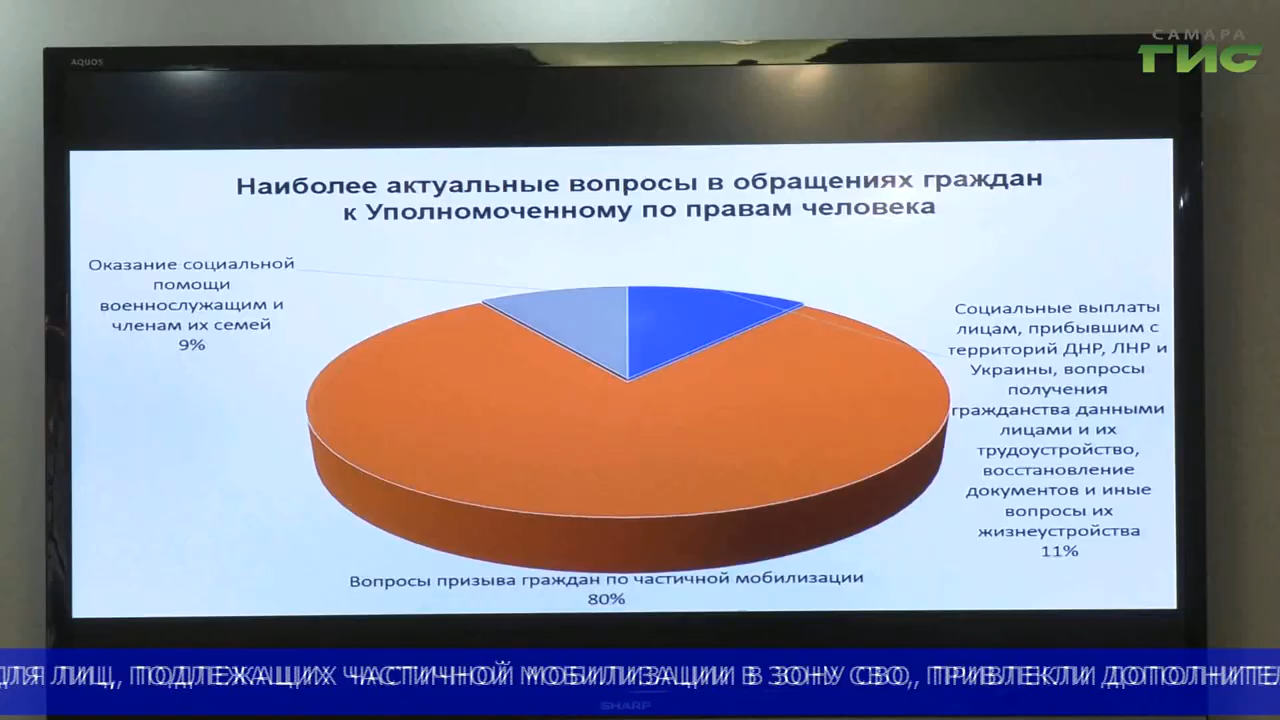 САМАРА
ГИС
AQUOS
Наиболее актуальные вопросы в обращениях граждан
к Уполномоченному по правам человека
Оказание социальной
помощи
военнослужащим и
членам их семей
9%
Социальные выплаты
лицам, прибывшим с
территорий ДНР, ЛНР и
Украины, вопросы
получения
гражданства данными
лицами и их
трудоустройство,
восстановление
документов и иные
вопросы их
жизнеустройства
11%
Вопросы призыва граждан по частичной мобилизации
80%
ДЛЯ ЛИЦ, ПОДЛЕЖАЩИХ ЧАСТИЧНОЙ МОБИЛИЗАЦИИ В ЗОНУ СВО, ПРИВЛЕКЛИ ДОПОЛНИТЕЛ
SHARP